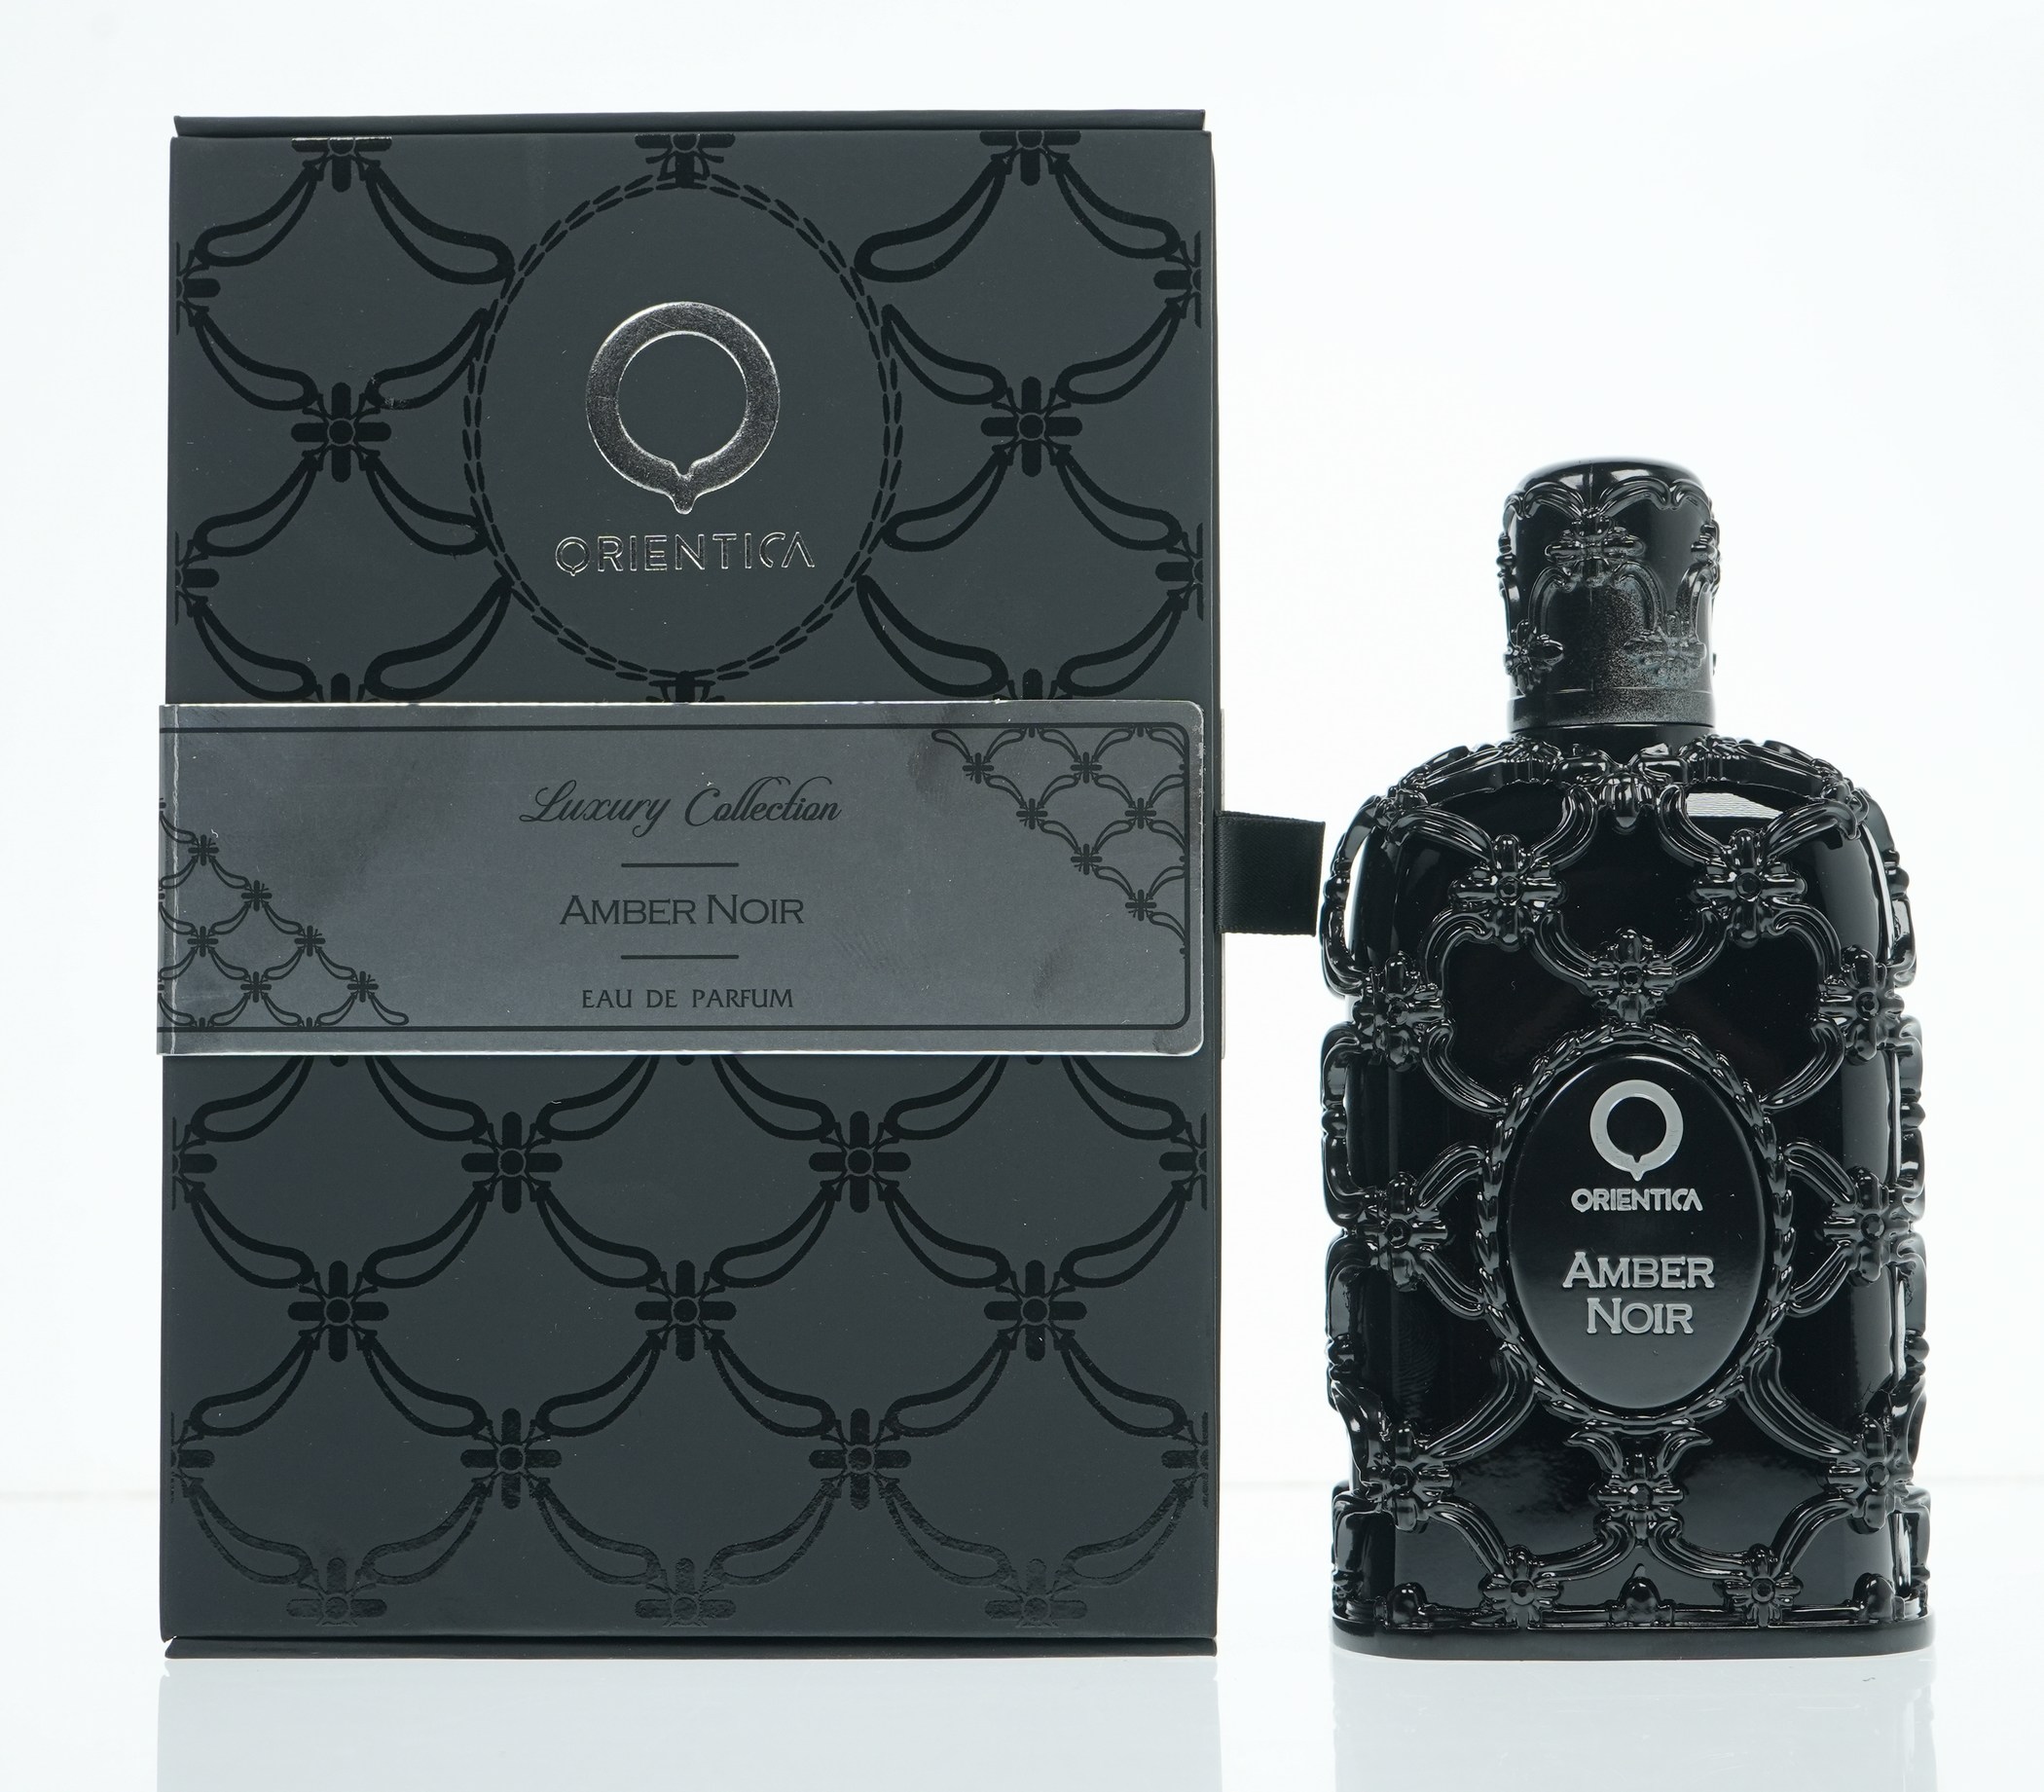 ORIENTICA
Luxury Collection
AMBER NOIR
EAU DE PARFUM
ORIENTICA
AMBER
NOIR